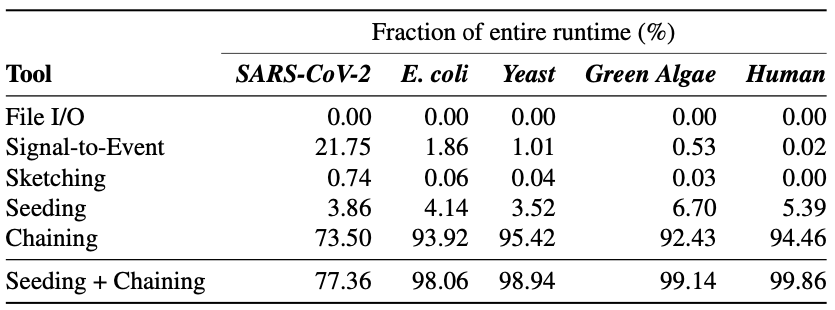 Fraction of entire runtime (%)
Tool SARS-CoV-2 E. coli Yeast Green Algae Human
File I/O 0.00 0.00 0.00 0.00 0.00
Signal-to-Event 21.75 1.86 1.01 0.53 0.02
Sketching 0.74 0.06 0.04 0.03 0.00
Seeding 3.86 4.14 3.52 6.70 5.39
Chaining 73.50 93.92 95.42 92.43 94.46
Seeding + Chaining 77.36 98.06 98.94 99.14 99.86